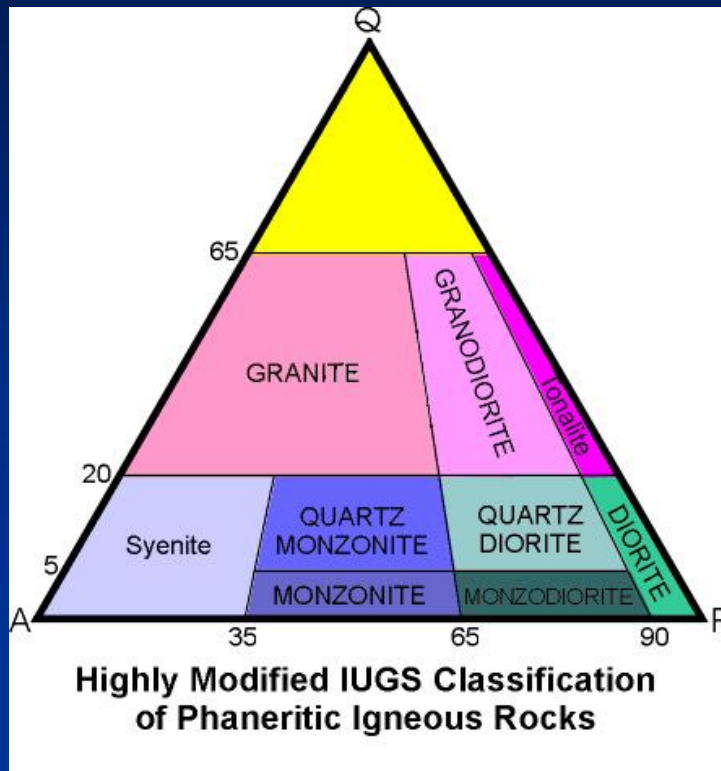 Q
65
GRANITE
GRANODIORITE
Tonalite
20
Syenite
QUARTZ
MONZONITE
QUARTZ
DIORITE
DIORITE
5
MONZONITE
MONZODIORITE
A
P
35
65
90
Highly Modified IUGS Classification
of Phaneritic Igneous Rocks